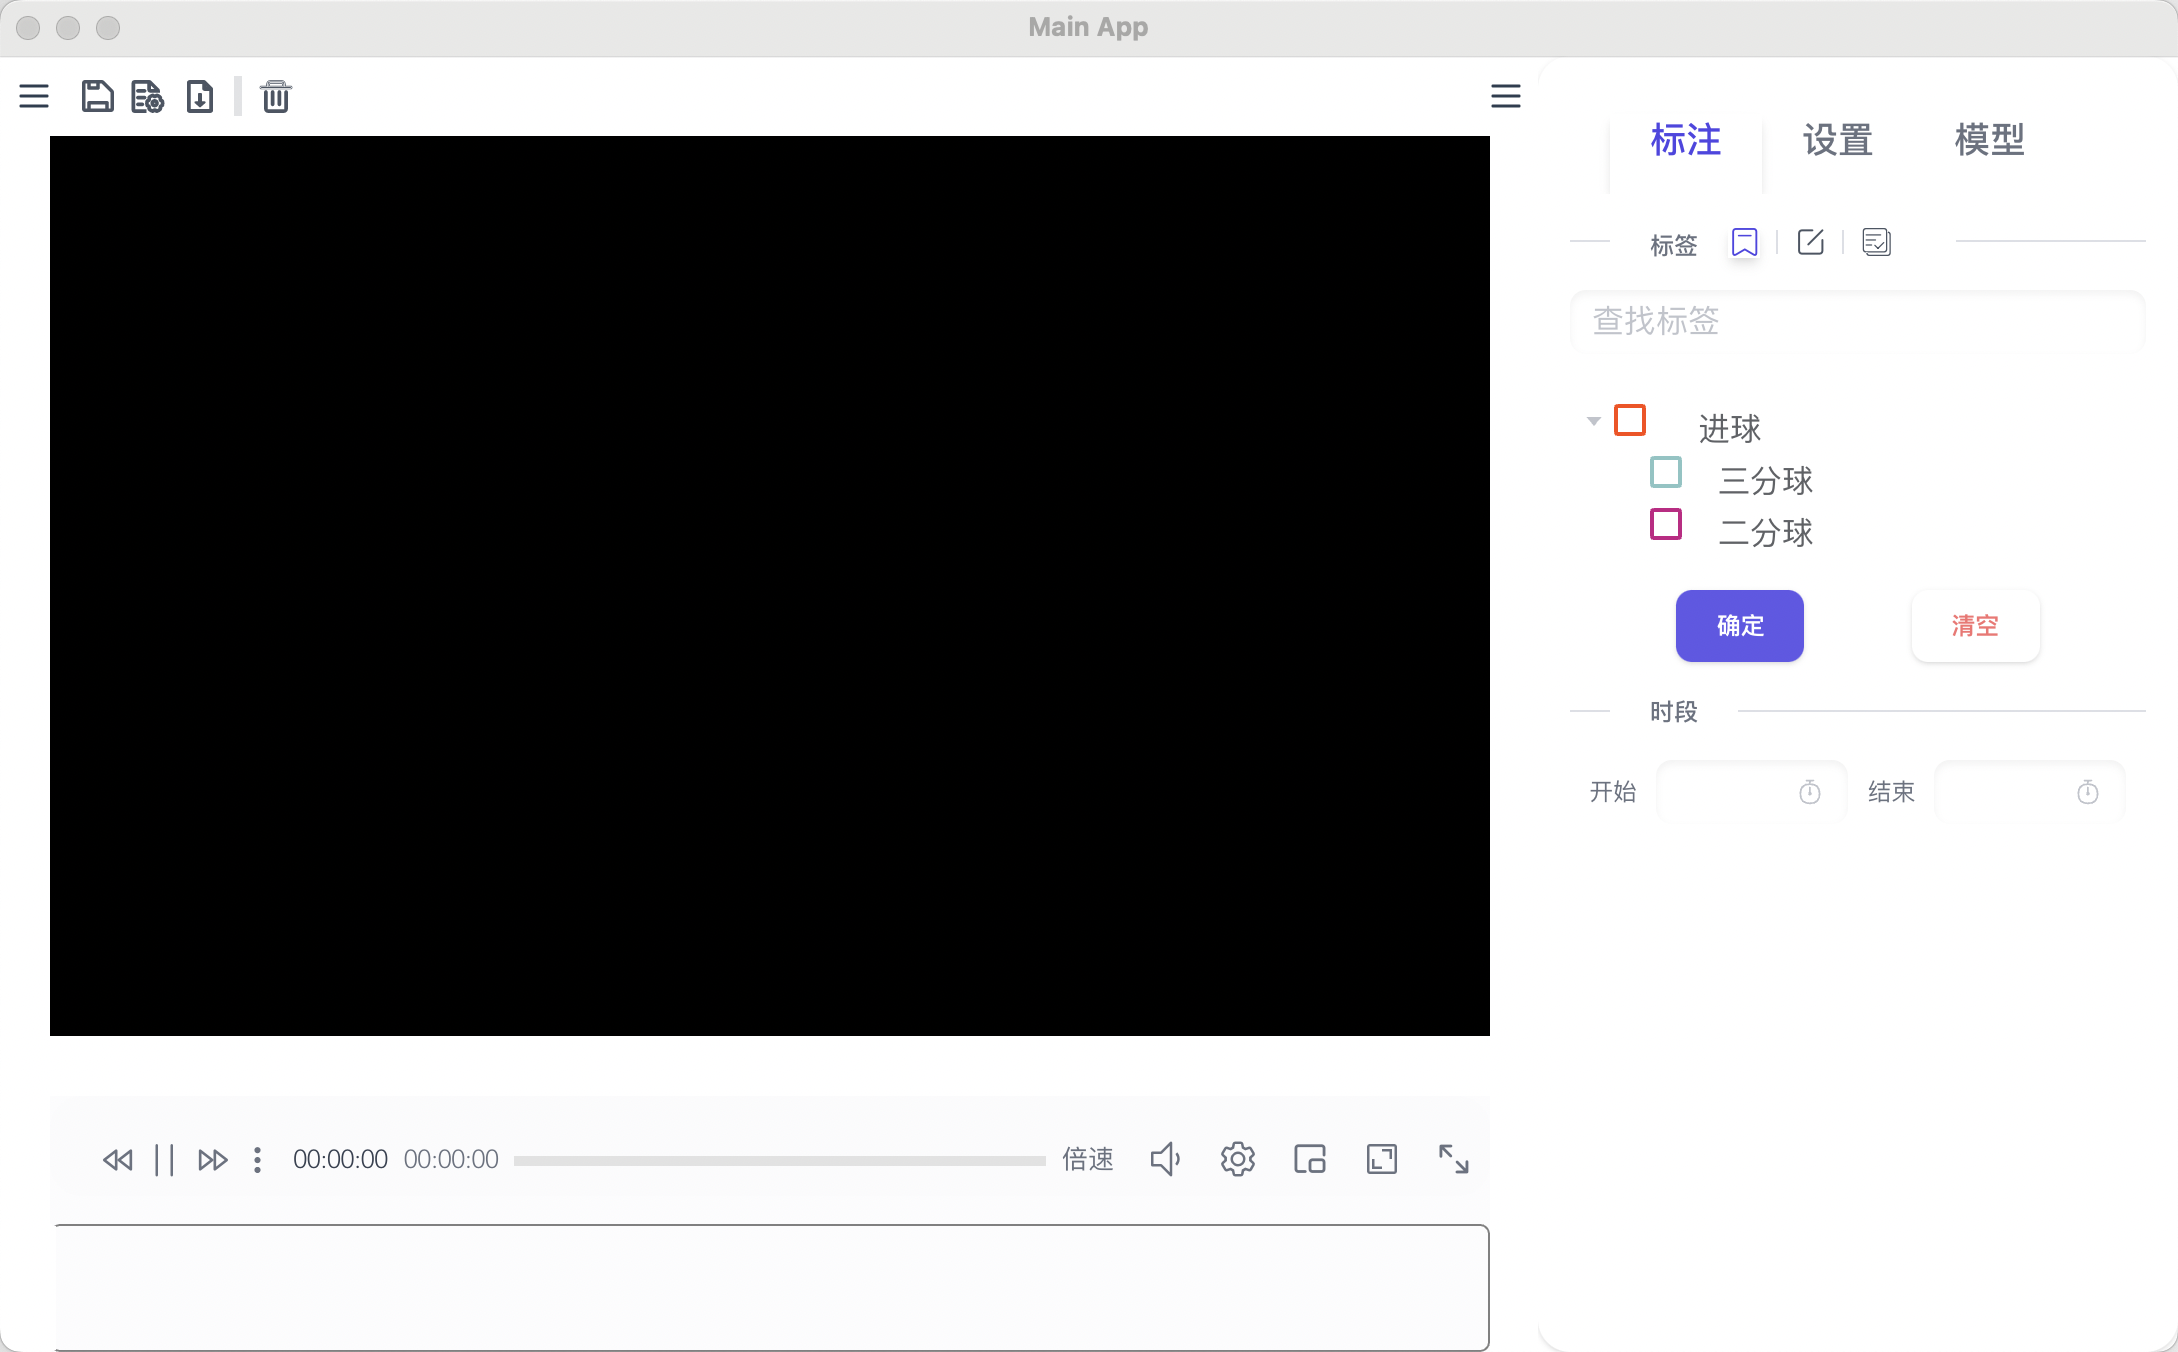 Main App
标注 设置 模型
标签
查找标签
进球
三分球
二分球
确定 清空
时段
开始 结束
00:00:00 00:00:00 倍速